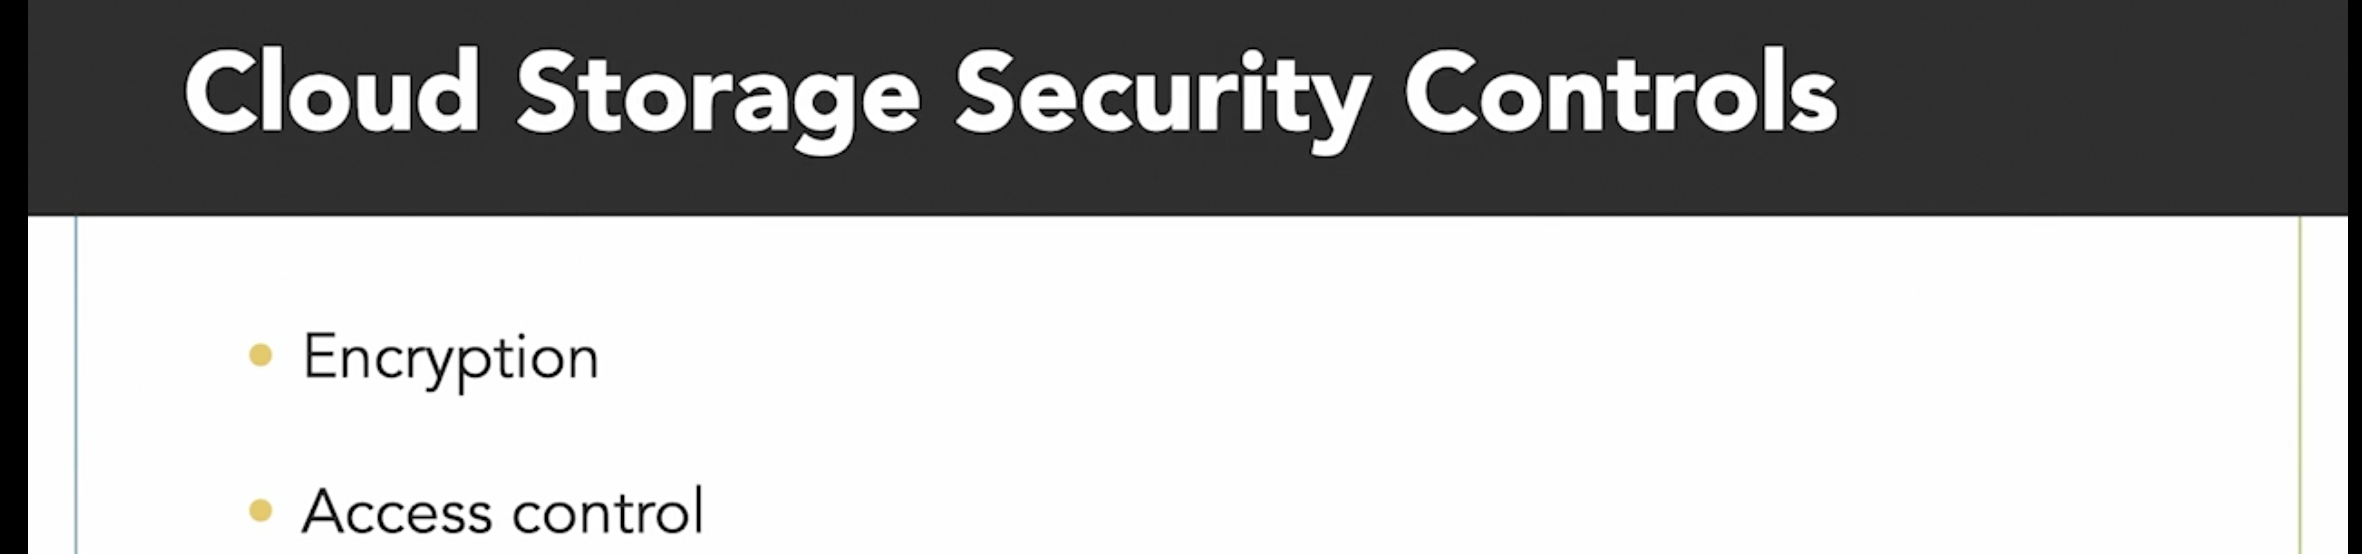 Cloud Storage Security Controls
Encryption
Access control